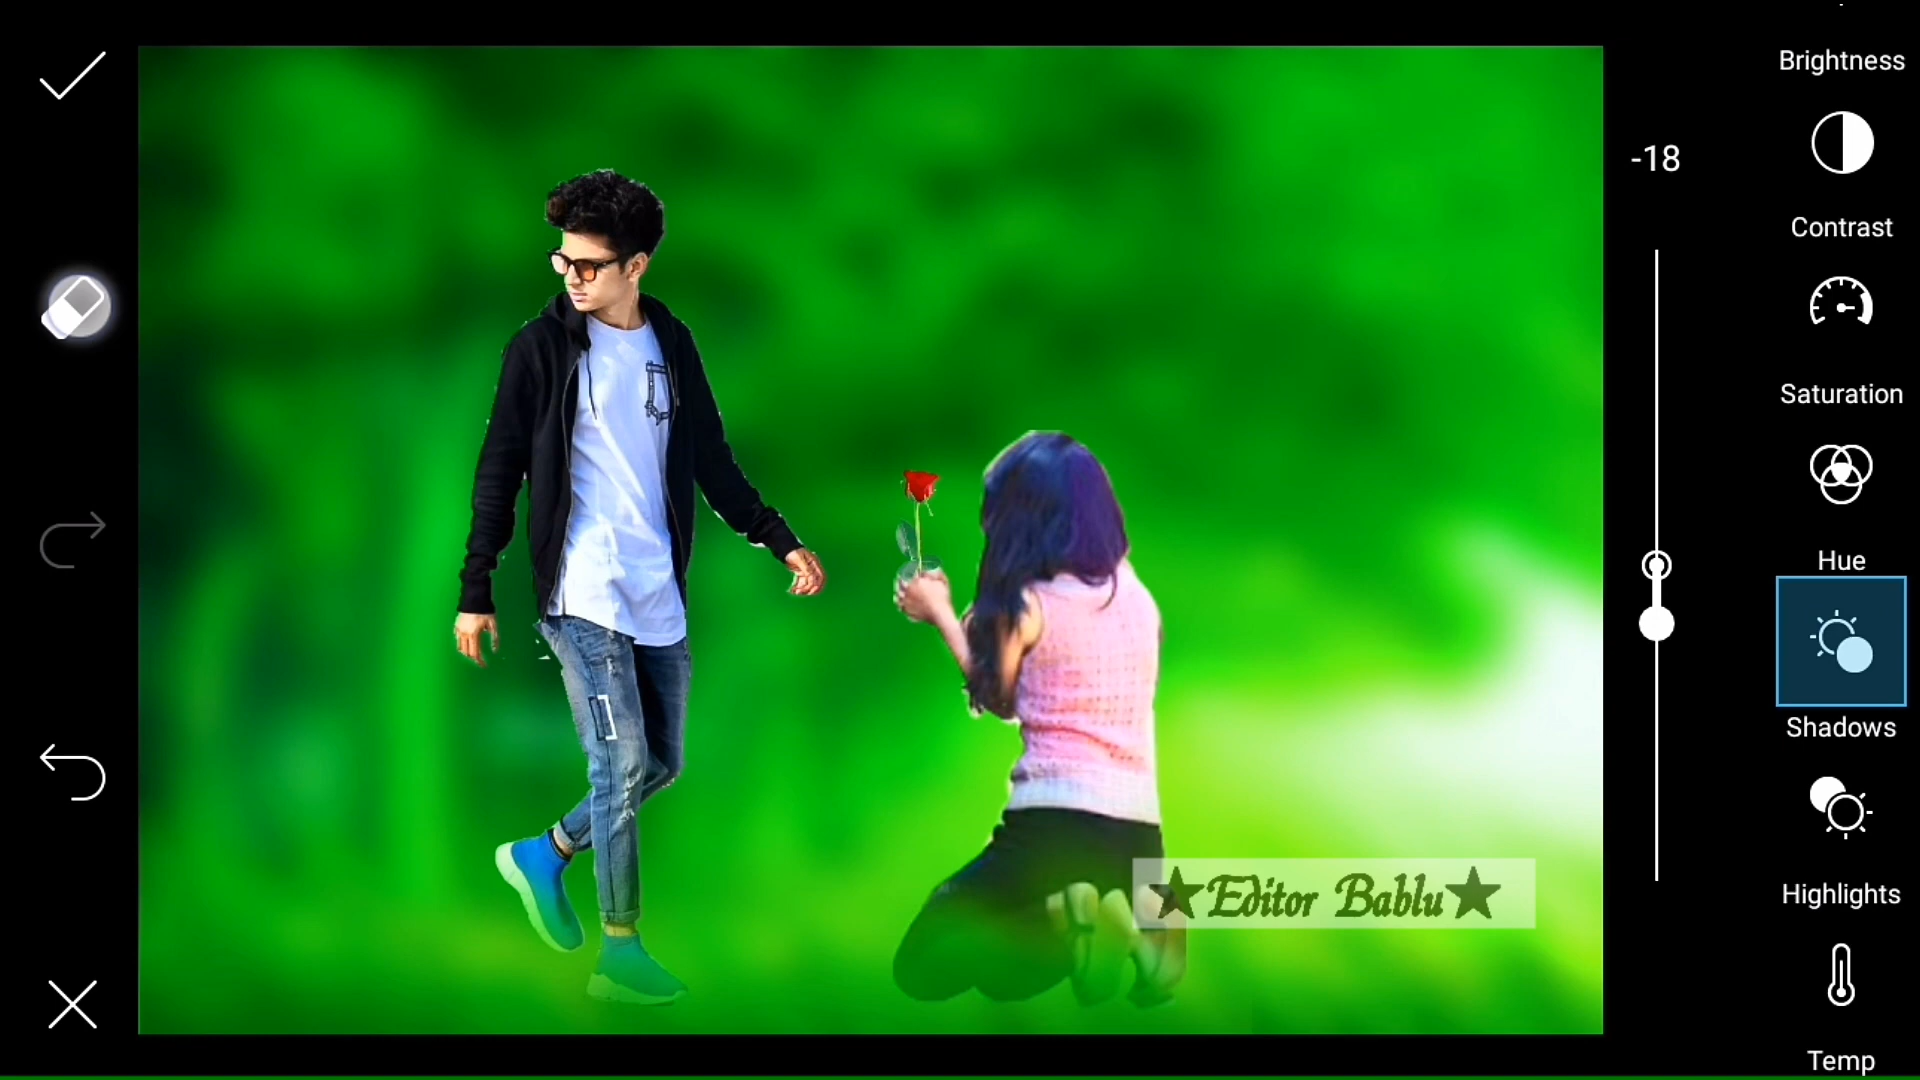 Brightness
-18
Contrast
Saturation
Hue
Shadows
★Editor Bablu★
Highlights
Temp